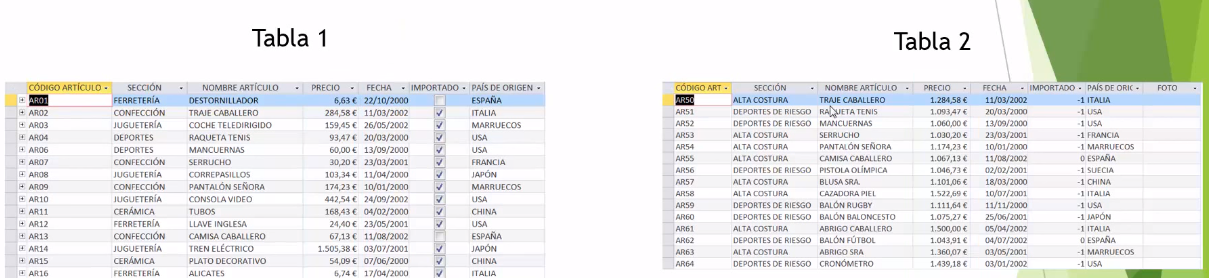 Tabla 1
CÓDIGO ARTÍCULO SECCIÓN NOMBRE ARTÍCULO PRECIO FECHA IMPORTADO PAÍS DE ORIGEN
AR01 FERRETERÍA DESTORNILLADOR 6,63 € 22/10/2000 ESPAÑA
AR02 CONFECCIÓN TRAJE CABALLERO 284,58 € 11/03/2002 ITALIA
AR03 JUGUETERÍA COCHE TELEDIRIGIDO 159,45 € 26/05/2002 MARRUECOS
AR04 DEPORTES RAQUETA TENIS 93,47 € 20/03/2000 USA
AR06 DEPORTES MANCUERNAS 60,00 € 13/09/2000 USA
AR07 CONFECCIÓN SERRUCHO 30,20 € 23/03/2001 FRANCIA
AR08 JUGUETERÍA CORREPASILLOS 103,34 € 11/04/2000 JAPÓN
AR09 CONFECCIÓN PANTALÓN SEÑORA 174,23 € 10/01/2000 MARRUECOS
AR10 JUGUETERÍA CONSOLA VIDEO 442,54 € 24/09/2002 USA
AR11 CERÁMICA TUBOS 168,43 € 04/02/2000 CHINA
AR12 FERRETERÍA LLAVE INGLESA 24,40 € 23/05/2001 USA
AR13 CONFECCIÓN CAMISA CABALLERO 67,13 € 11/08/2002 ESPAÑA
AR14 JUGUETERÍA TREN ELÉCTRICO 1.505,38 € 03/07/2001 JAPÓN
AR15 CERÁMICA PLATO DECORATIVO 54,09 € 07/06/2000 CHINA
AR16 FERRETERÍA ALICATES 6,74 € 17/04/2000 ITALIA
Tabla 2
CÓDIGO ART SECCIÓN NOMBRE ARTÍCULO PRECIO FECHA IMPORTADO PAÍS DE ORIG FOTO
AR50 ALTA COSTURA TRAJE CABALLERO 1.284,58 € 11/03/2002 -1 ITALIA
AR51 DEPORTES DE RIESGO RAQUETA TENIS 1.093,47 € 20/03/2000 -1 USA
AR52 DEPORTES DE RIESGO MANCUERNAS 1.060,00 € 13/09/2000 -1 USA
AR53 ALTA COSTURA SERRUCHO 1.030,20 € 23/03/2001 -1 FRANCIA
AR54 ALTA COSTURA PANTALÓN SEÑORA 1.174,23 € 10/01/2000 -1 MARRUECOS
AR55 ALTA COSTURA CAMISA CABALLERO 1.067,13 € 11/08/2002 0 ESPAÑA
AR56 DEPORTES DE RIESGO PISTOLA OLÍMPICA 1.046,73 € 02/02/2001 -1 SUECIA
AR57 ALTA COSTURA BLUSA SRA. 1.101,06 € 18/03/2000 -1 CHINA
AR58 ALTA COSTURA CAZADORA PIEL 1.522,69 € 10/07/2001 -1 ITALIA
AR59 DEPORTES DE RIESGO BALÓN RUGBY 1.111,64 € 11/11/2000 -1 USA
AR60 DEPORTES DE RIESGO BALÓN BALONCESTO 1.075,27 € 25/06/2001 -1 JAPÓN
AR61 ALTA COSTURA ABRIGO CABALLERO 1.500,00 € 05/04/2002 -1 ITALIA
AR62 DEPORTES DE RIESGO BALÓN FÚTBOL 1.043,91 € 04/07/2002 0 ESPAÑA
AR63 ALTA COSTURA ABRIGO SRA 1.360,07 € 03/05/2001 -1 MARRUECOS
AR64 DEPORTES DE RIESGO CRONÓMETRO 1.439,18 € 03/01/2002 -1 USA